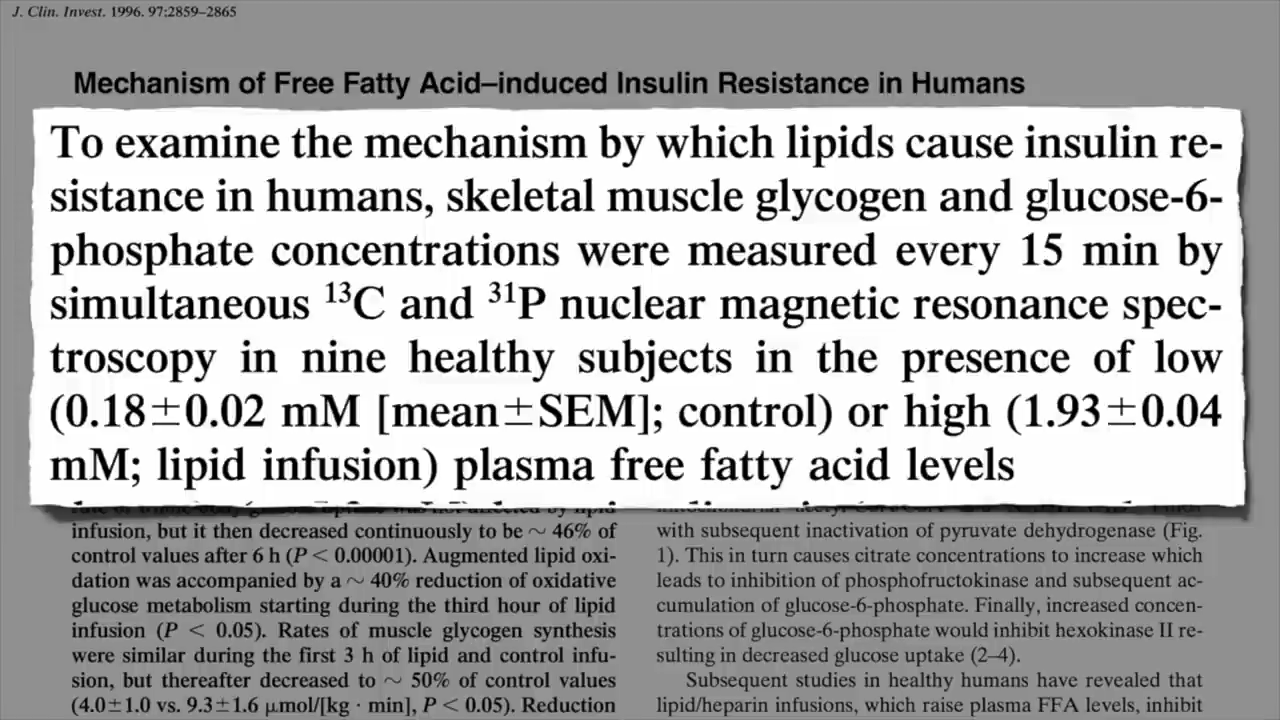 J. Clin. Invest. 1996. 97:2859–2865
Mechanism of Free Fatty Acid–induced Insulin Resistance in Humans
To examine the mechanism by which lipids cause insulin re-
sistance in humans, skeletal muscle glycogen and glucose-6-
phosphate concentrations were measured every 15 min by
simultaneous ¹³C and ³¹P nuclear magnetic resonance spec-
troscopy in nine healthy subjects in the presence of low
(0.18±0.02 mM [mean±SEM]; control) or high (1.93±0.04
mM; lipid infusion) plasma free fatty acid levels
infusion, but it then decreased continuously to be ~ 46% of
control values after 6 h (P < 0.00001). Augmented lipid oxi-
dation was accompanied by a ~ 40% reduction of oxidative
glucose metabolism starting during the third hour of lipid
infusion (P < 0.05). Rates of muscle glycogen synthesis
were similar during the first 3 h of lipid and control infu-
sion, but thereafter decreased to ~ 50% of control values
(4.0±1.0 vs. 9.3±1.6 μmol/[kg · min], P < 0.05). Reduction
with subsequent inactivation of pyruvate dehydrogenase (Fig.
1). This in turn causes citrate concentrations to increase which
leads to inhibition of phosphofructokinase and subsequent ac-
cumulation of glucose-6-phosphate. Finally, increased concen-
trations of glucose-6-phosphate would inhibit hexokinase II re-
sulting in decreased glucose uptake (2–4).
Subsequent studies in healthy humans have revealed that
lipid/heparin infusions, which raise plasma FFA levels, inhibit